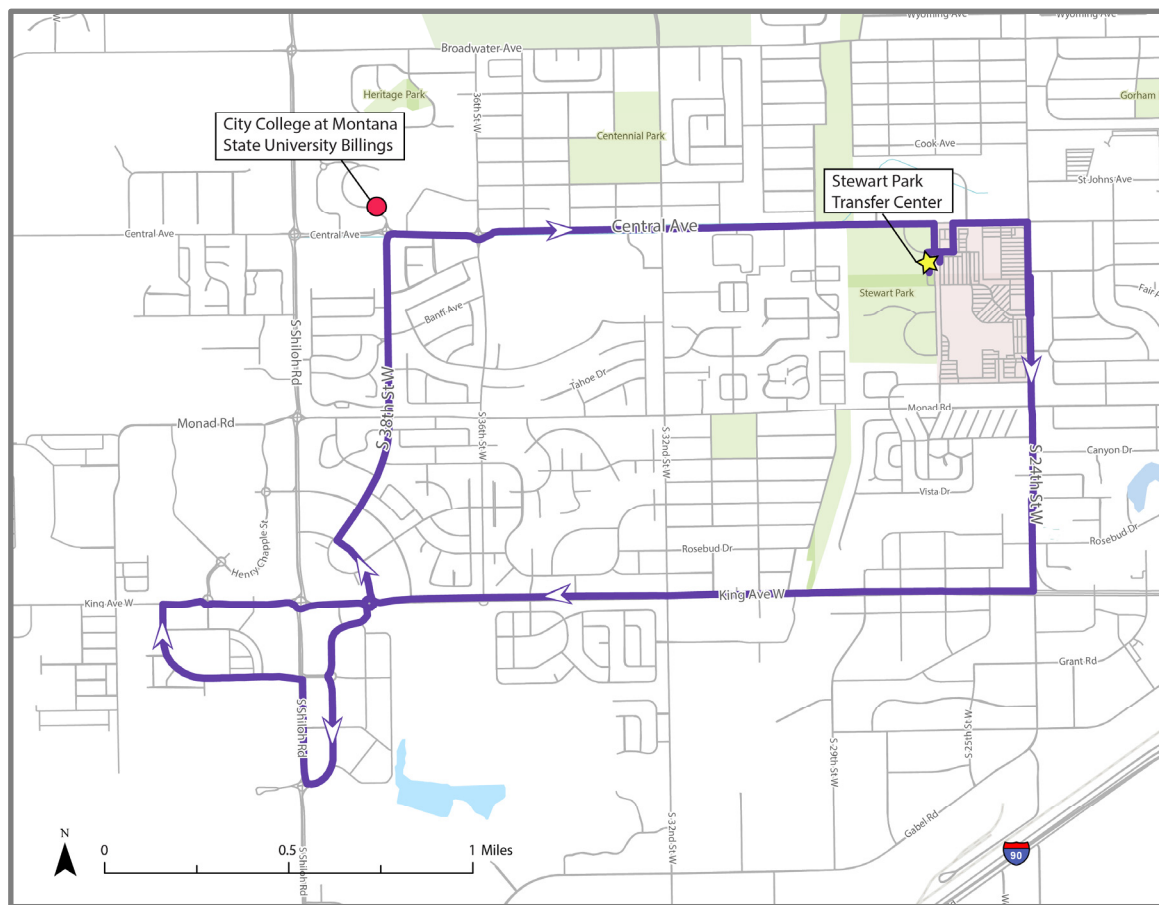 Wyoming Ave
Wyoming Ave
Broadwater Ave
Heritage Park
36th St W
Gorham
City College at Montana
State University Billings
Centennial Park
Cook Ave
Stewart Park
Transfer Center
St Johns Ave
Central Ave
Central Ave
Central Ave
Stewart Park
Fair A
Banff Ave
S Shiloh Rd
Tahoe Dr
S 38th St W
S 36th St W
S 32nd St W
Monad Rd
Monad Rd
S 24th St W
Canyon Dr
Vista Dr
Henry Chapple St
Rosebud Dr
Rosebud Dr
King Ave W
King Ave W
Grant Rd
S Shiloh Rd
S 25th St W
S 29th St W
S 32nd St W
Gabel Rd
N
0
0.5
1 Miles
S Shiloh Rd
90